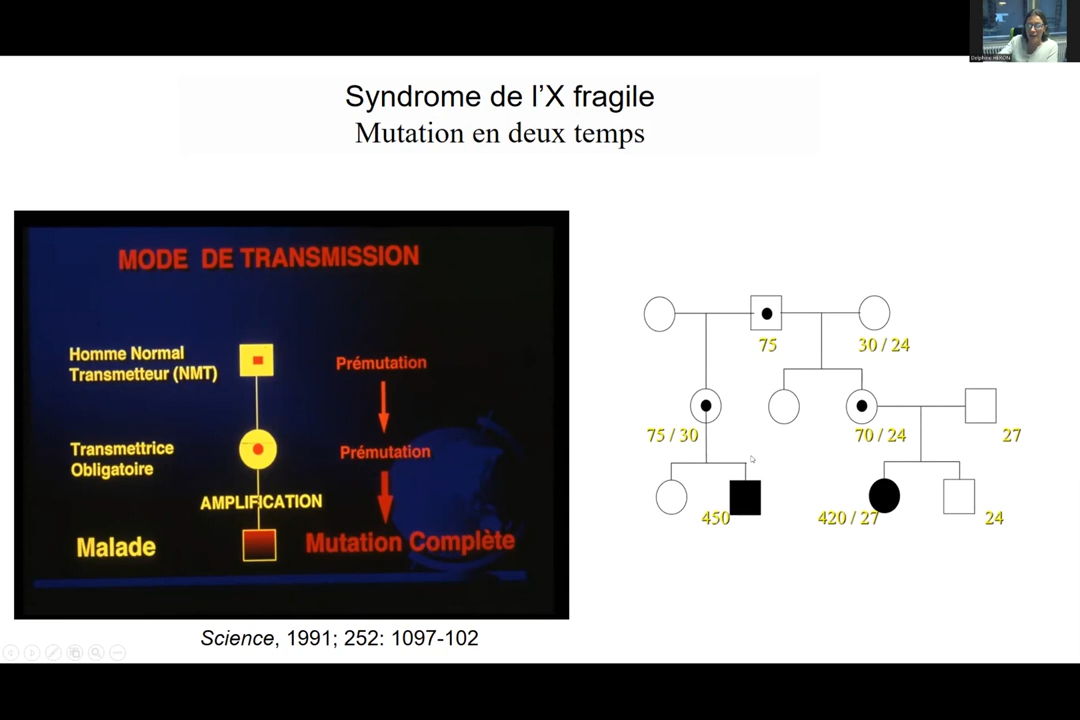 Delphine HERON
Syndrome de l'X fragile
Mutation en deux temps
MODE DE TRANSMISSION
Homme Normal
Transmetteur (NMT)
Prémutation
Transmettrice
Obligatoire
Prémutation
AMPLIFICATION
Malade
Mutation Complète
Science, 1991; 252: 1097-102
75
30 / 24
75 / 30
70 / 24
27
450
420 / 27
24